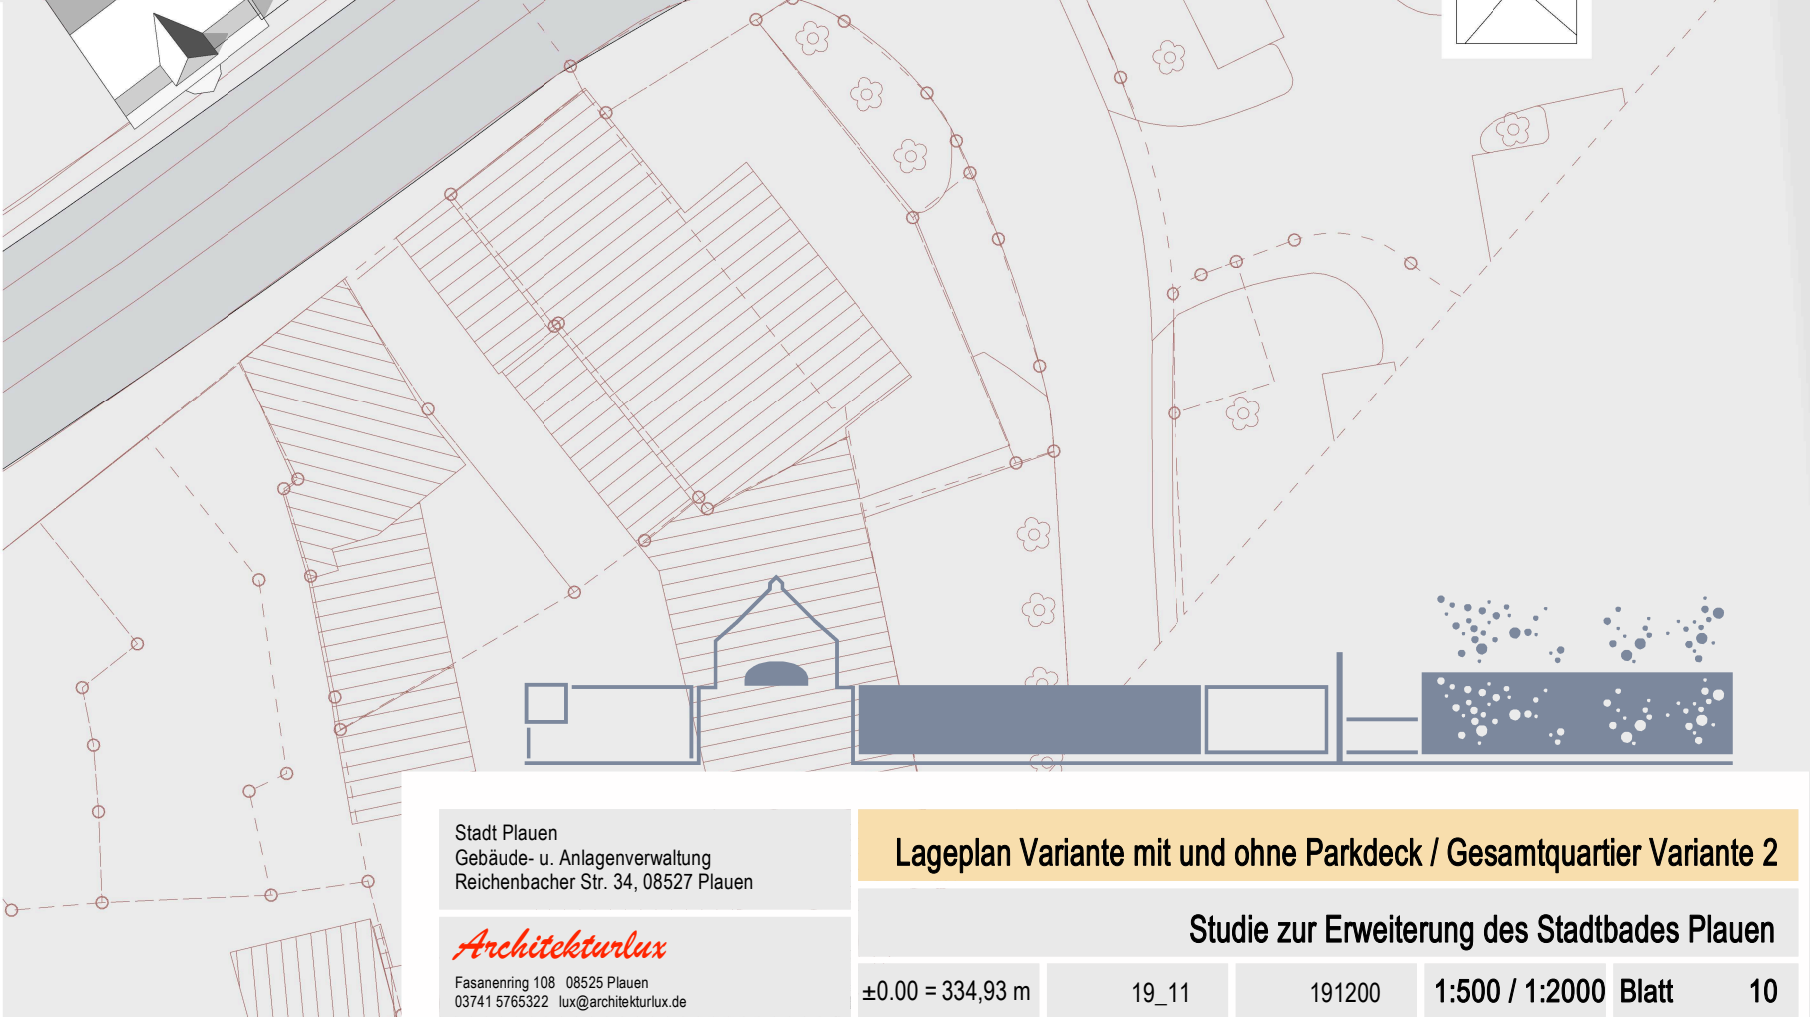 Stadt Plauen
Gebäude- u. Anlagenverwaltung
Reichenbacher Str. 34, 08527 Plauen
Architekturlux
Fasanenring 108 08525 Plauen
03741 5765322 lux@architekturlux.de
Lageplan Variante mit und ohne Parkdeck / Gesamtquartier Variante 2
Studie zur Erweiterung des Stadtbades Plauen
±0.00 = 334,93 m 19_11 191200 1:500 / 1:2000 Blatt 10